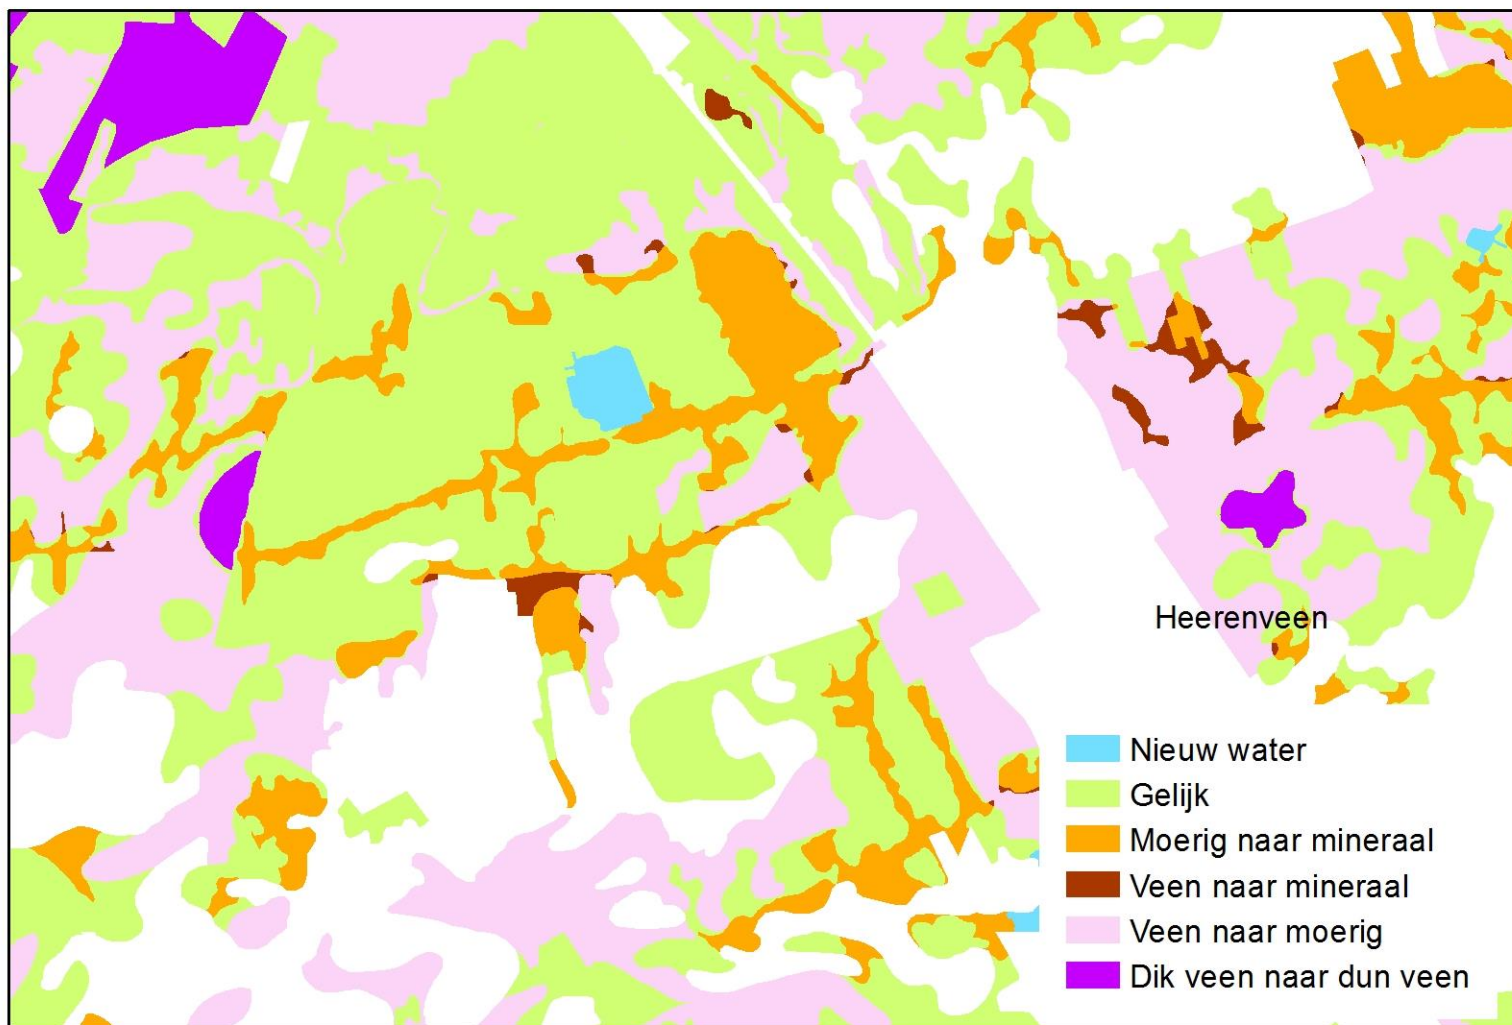 Heerenveen
Nieuw water
Gelijk
Moerig naar mineraal
Veen naar mineraal
Veen naar moerig
Dik veen naar dun veen